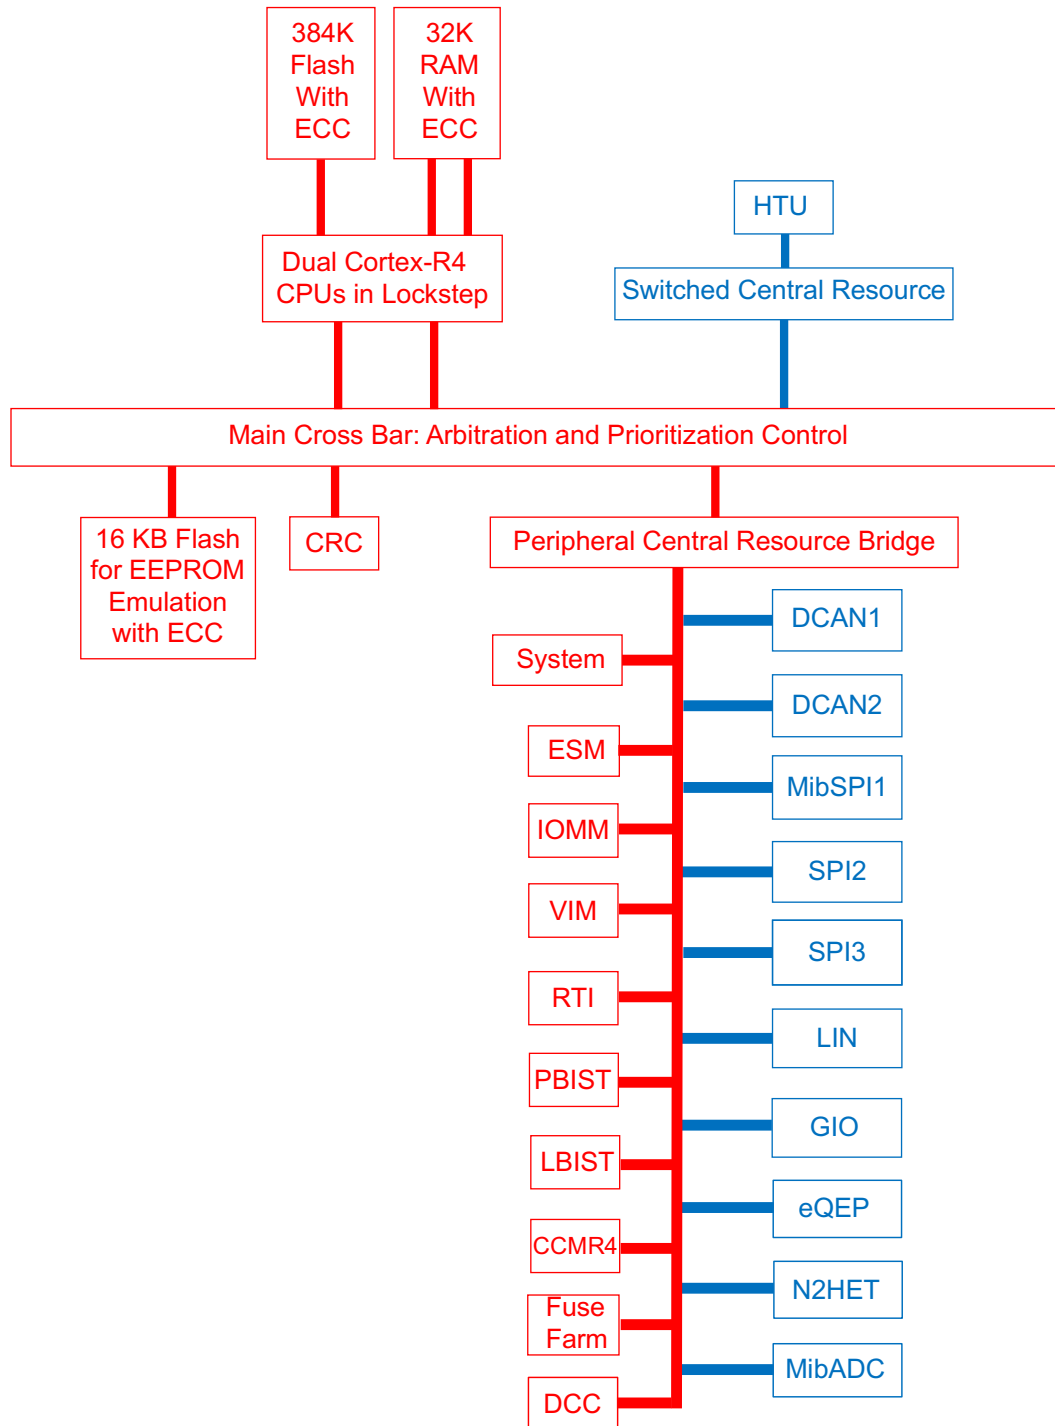 384K
Flash
With
ECC
32K
RAM
With
ECC
HTU
Dual Cortex-R4
CPUs in Lockstep
Switched Central Resource
Main Cross Bar: Arbitration and Prioritization Control
16 KB Flash
for EEPROM
Emulation
with ECC
CRC
Peripheral Central Resource Bridge
DCAN1
System
DCAN2
ESM
MibSPI1
IOMM
SPI2
VIM
SPI3
RTI
LIN
PBIST
GIO
LBIST
eQEP
CCMR4
N2HET
Fuse
Farm
MibADC
DCC